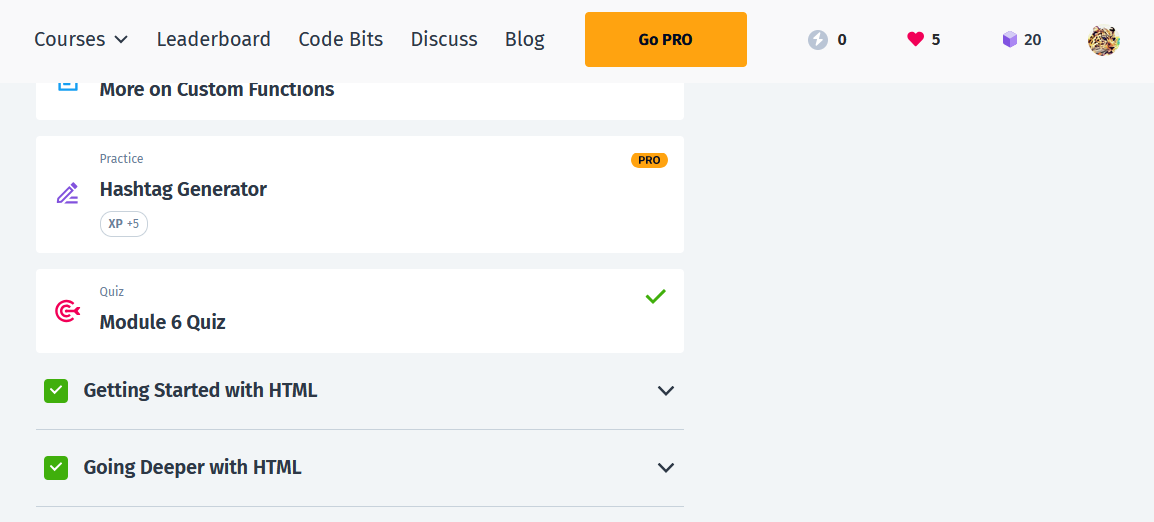 Courses Leaderboard Code Bits Discuss Blog Go PRO 0 5 20
More on Custom Functions
Practice PRO
Hashtag Generator
XP +5
Quiz
Module 6 Quiz
Getting Started with HTML
Going Deeper with HTML